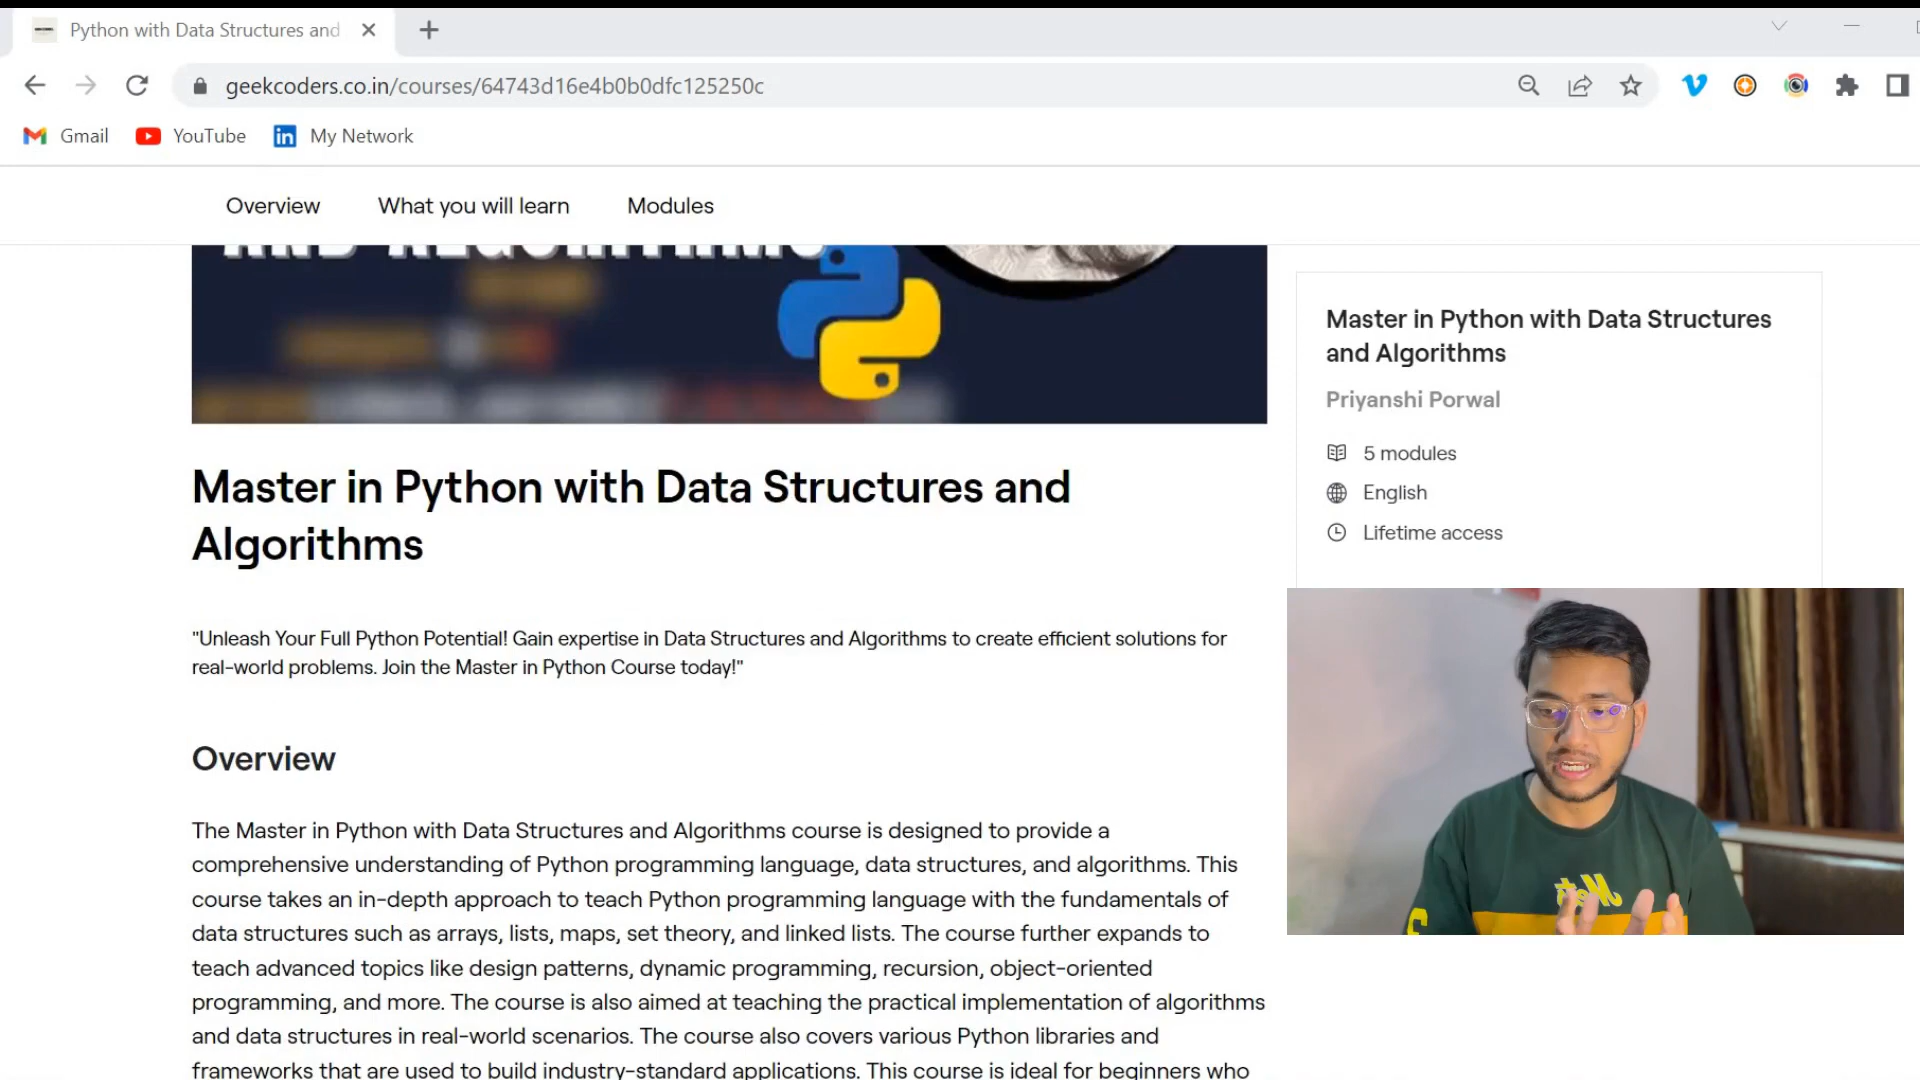 Python with Data Structures and
geekcoders.co.in/courses/64743d16e4b0b0dfc125250c
Gmail
YouTube
My Network
Overview
What you will learn
Modules
AND ALGORITHMS
Master in Python with Data Structures and
Algorithms
"Unleash Your Full Python Potential! Gain expertise in Data Structures and Algorithms to create efficient solutions for
real-world problems. Join the Master in Python Course today!"
Overview
The Master in Python with Data Structures and Algorithms course is designed to provide a
comprehensive understanding of Python programming language, data structures, and algorithms. This
course takes an in-depth approach to teach Python programming language with the fundamentals of
data structures such as arrays, lists, maps, set theory, and linked lists. The course further expands to
teach advanced topics like design patterns, dynamic programming, recursion, object-oriented
programming, and more. The course is also aimed at teaching the practical implementation of algorithms
and data structures in real-world scenarios. The course also covers various Python libraries and
frameworks that are used to build industry-standard applications. This course is ideal for beginners who
Master in Python with Data Structures
and Algorithms
Priyanshi Porwal
5 modules
English
Lifetime access